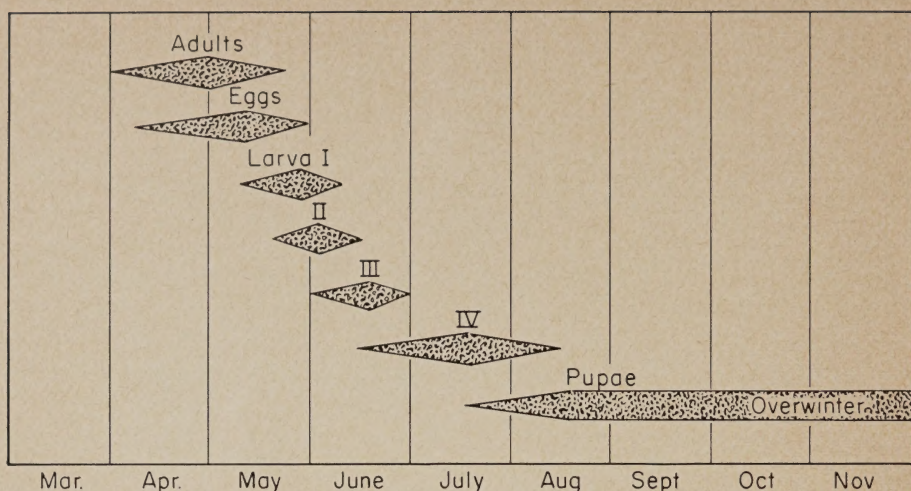 Adults
Eggs
Larva I
II
III
IV
Pupae
Overwinter
Mar. Apr. May June July Aug Sept Oct Nov